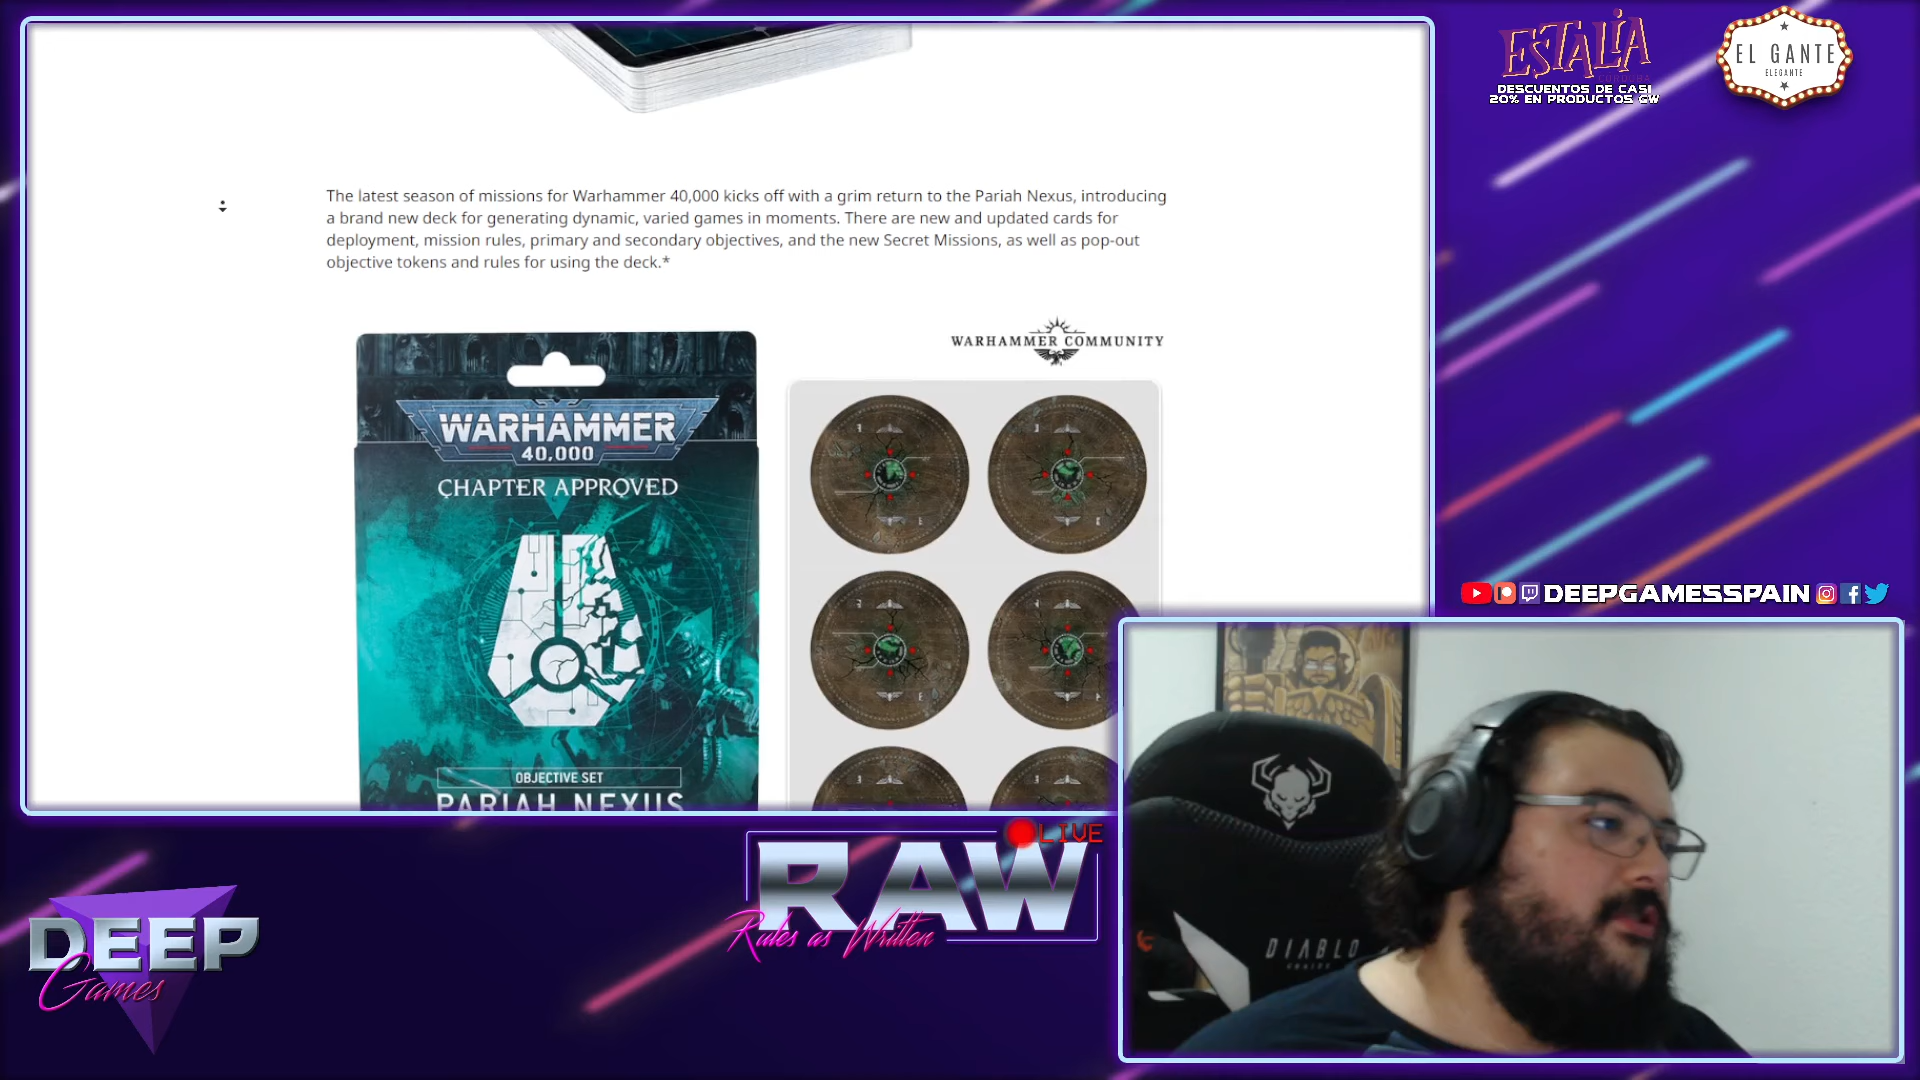 The latest season of missions for Warhammer 40,000 kicks off with a grim return to the Pariah Nexus, introducing
a brand new deck for generating dynamic, varied games in moments. There are new and updated cards for
deployment, mission rules, primary and secondary objectives, and the new Secret Missions, as well as pop-out
objective tokens and rules for using the deck.*
WARHAMMER COMMUNITY
WARHAMMER
40,000
CHAPTER APPROVED
OBJECTIVE SET
PARIAH NEXUS
ESTALIA
CÓRDOBA
DESCUENTOS DE CASI
20% EN PRODUCTOS GW
EL GANTE
ELEGANTE
DEEPGAMESSPAIN
LIVE
RAW
Rules as Written
DEEP
Games
DIABLO
CHAIRS